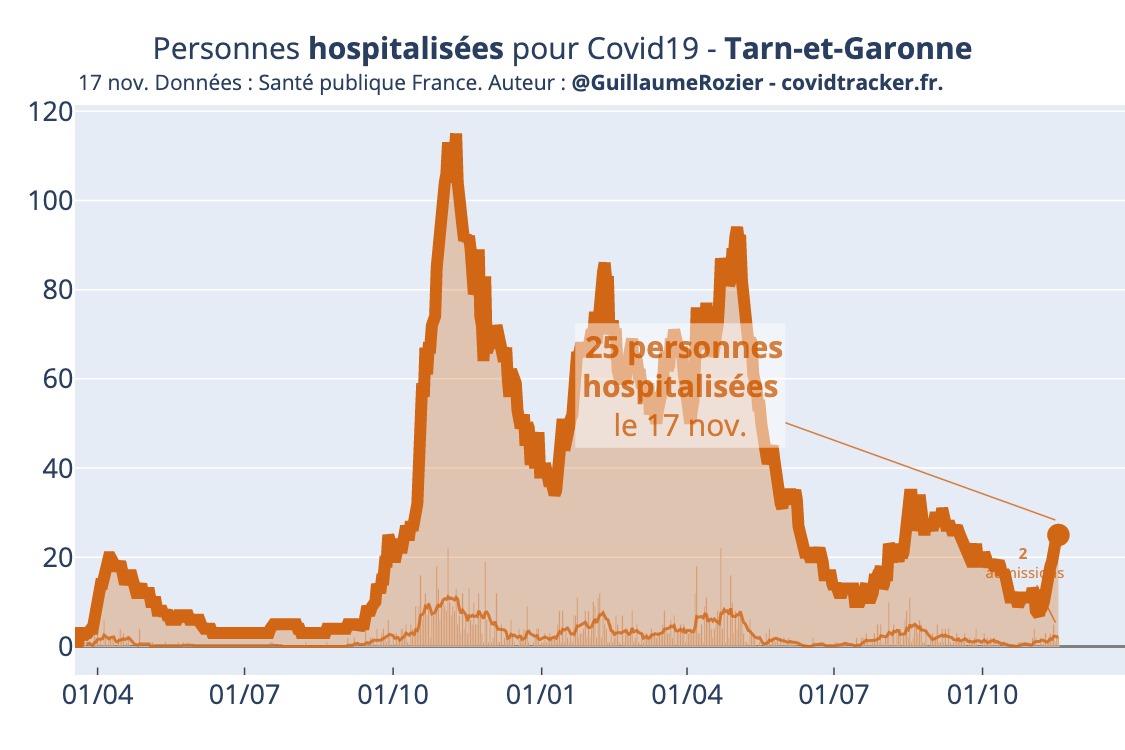 Personnes hospitalisées pour Covid19 - Tarn-et-Garonne
17 nov. Données : Santé publique France. Auteur : @GuillaumeRozier - covidtracker.fr.
120
100
80
60
40
20
0
25 personnes
hospitalisées
le 17 nov.
2
admissions
01/04
01/07
01/10
01/01
01/04
01/07
01/10